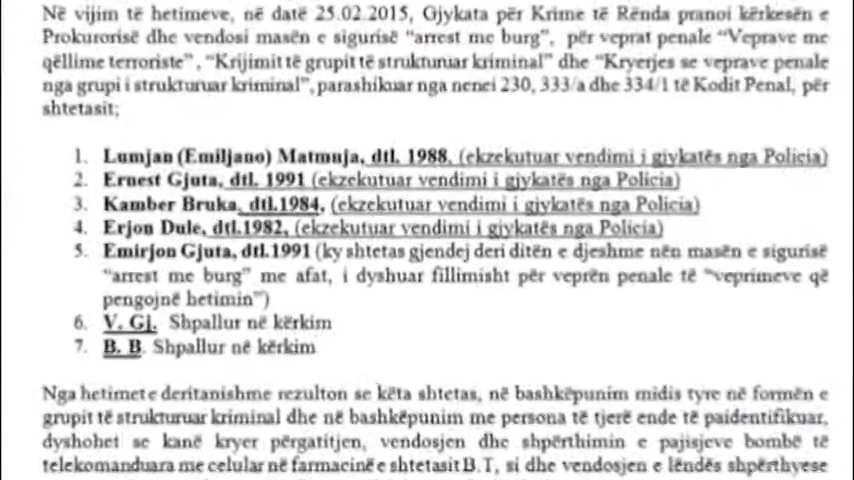 Në vijim të hetimeve, në datë 25.02.2015, Gjykata për Krime të Rënda pranoi kërkesën e
Prokurorisë dhe vendosi masën e sigurisë “arrest me burg”, për veprat penale “Veprave me
qëllime terroriste”, “Krijimit të grupit të strukturuar kriminal” dhe “Kryerjes se veprave penale
nga grupi i strukturuar kriminal”, parashikuar nga nenei 230, 333/a dhe 334/1 të Kodit Penal, për
shtetasit;
1. Lumjan (Emiljano) Matmuja, dtl. 1988, (ekzekutuar vendimi i gjykatës nga Policia)
2. Ernest Gjuta, dtl. 1991 (ekzekutuar vendimi i gjykatës nga Policia)
3. Kamber Bruka, dtl.1984, (ekzekutuar vendimi i gjykatës nga Policia)
4. Erjon Dule, dtl.1982, (ekzekutuar vendimi i gjykatës nga Policia)
5. Emirjon Gjuta, dtl.1991 (ky shtetas gjendej deri ditën e djeshme nën masën e sigurisë
“arrest me burg” me afat, i dyshuar fillimisht për veprën penale të “veprimeve që
pengojnë hetimin”)
6. V. Gj. Shpallur në kërkim
7. B. B. Shpallur në kërkim
Nga hetimet e deritanishme rezulton se këta shtetas, në bashkëpunim midis tyre në formën e
grupit të strukturuar kriminal dhe në bashkëpunim me persona të tjerë ende të paidentifikuar,
dyshohet se kanë kryer përgatitjen, vendosjen dhe shpërthimin e pajisjeve bombë të
telekomanduara me celular në farmacinë e shtetasit B.T, si dhe vendosjen e lëndës shpërthyese